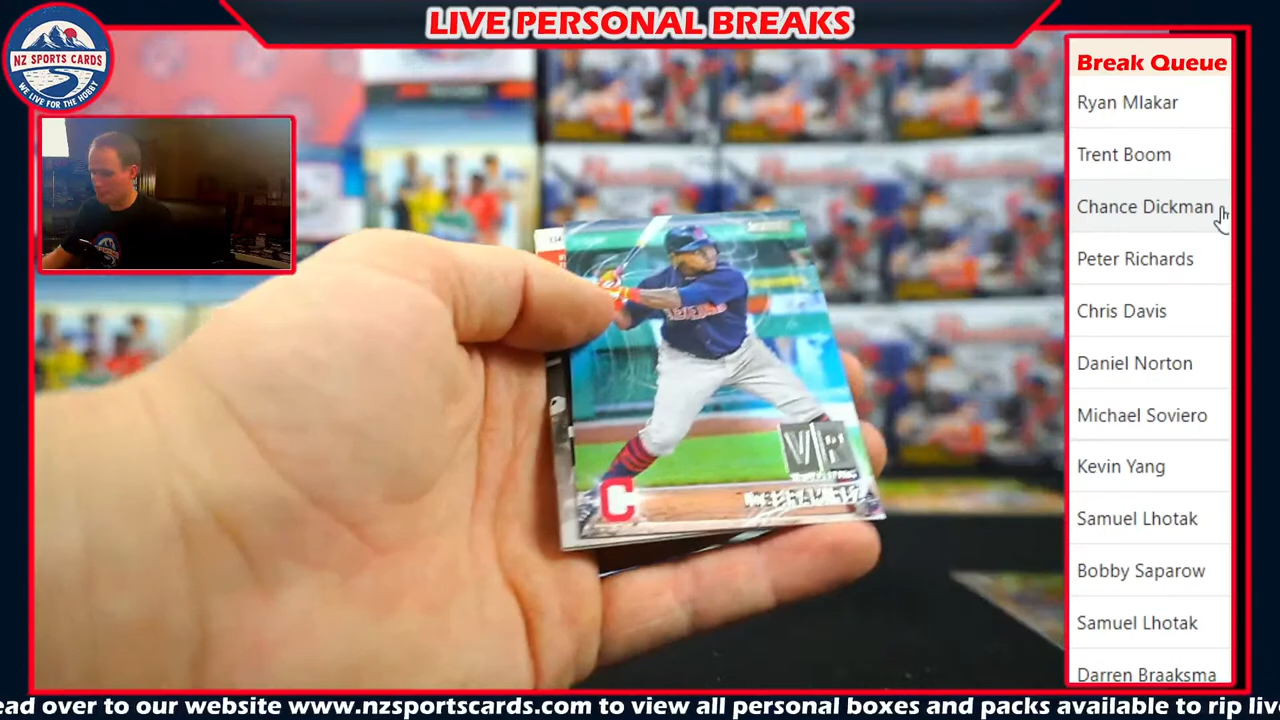 LIVE PERSONAL BREAKS
NZ SPORTS CARDS
WE LIVE FOR THE HOBBY
Break Queue
Ryan Mlakar
Trent Boom
Chance Dickman
Peter Richards
Chris Davis
Daniel Norton
Michael Soviero
Kevin Yang
Samuel Lhotak
Bobby Saparow
Samuel Lhotak
Darren Braaksma
C
ead over to our website www.nzsportscards.com to view all personal boxes and packs available to rip live